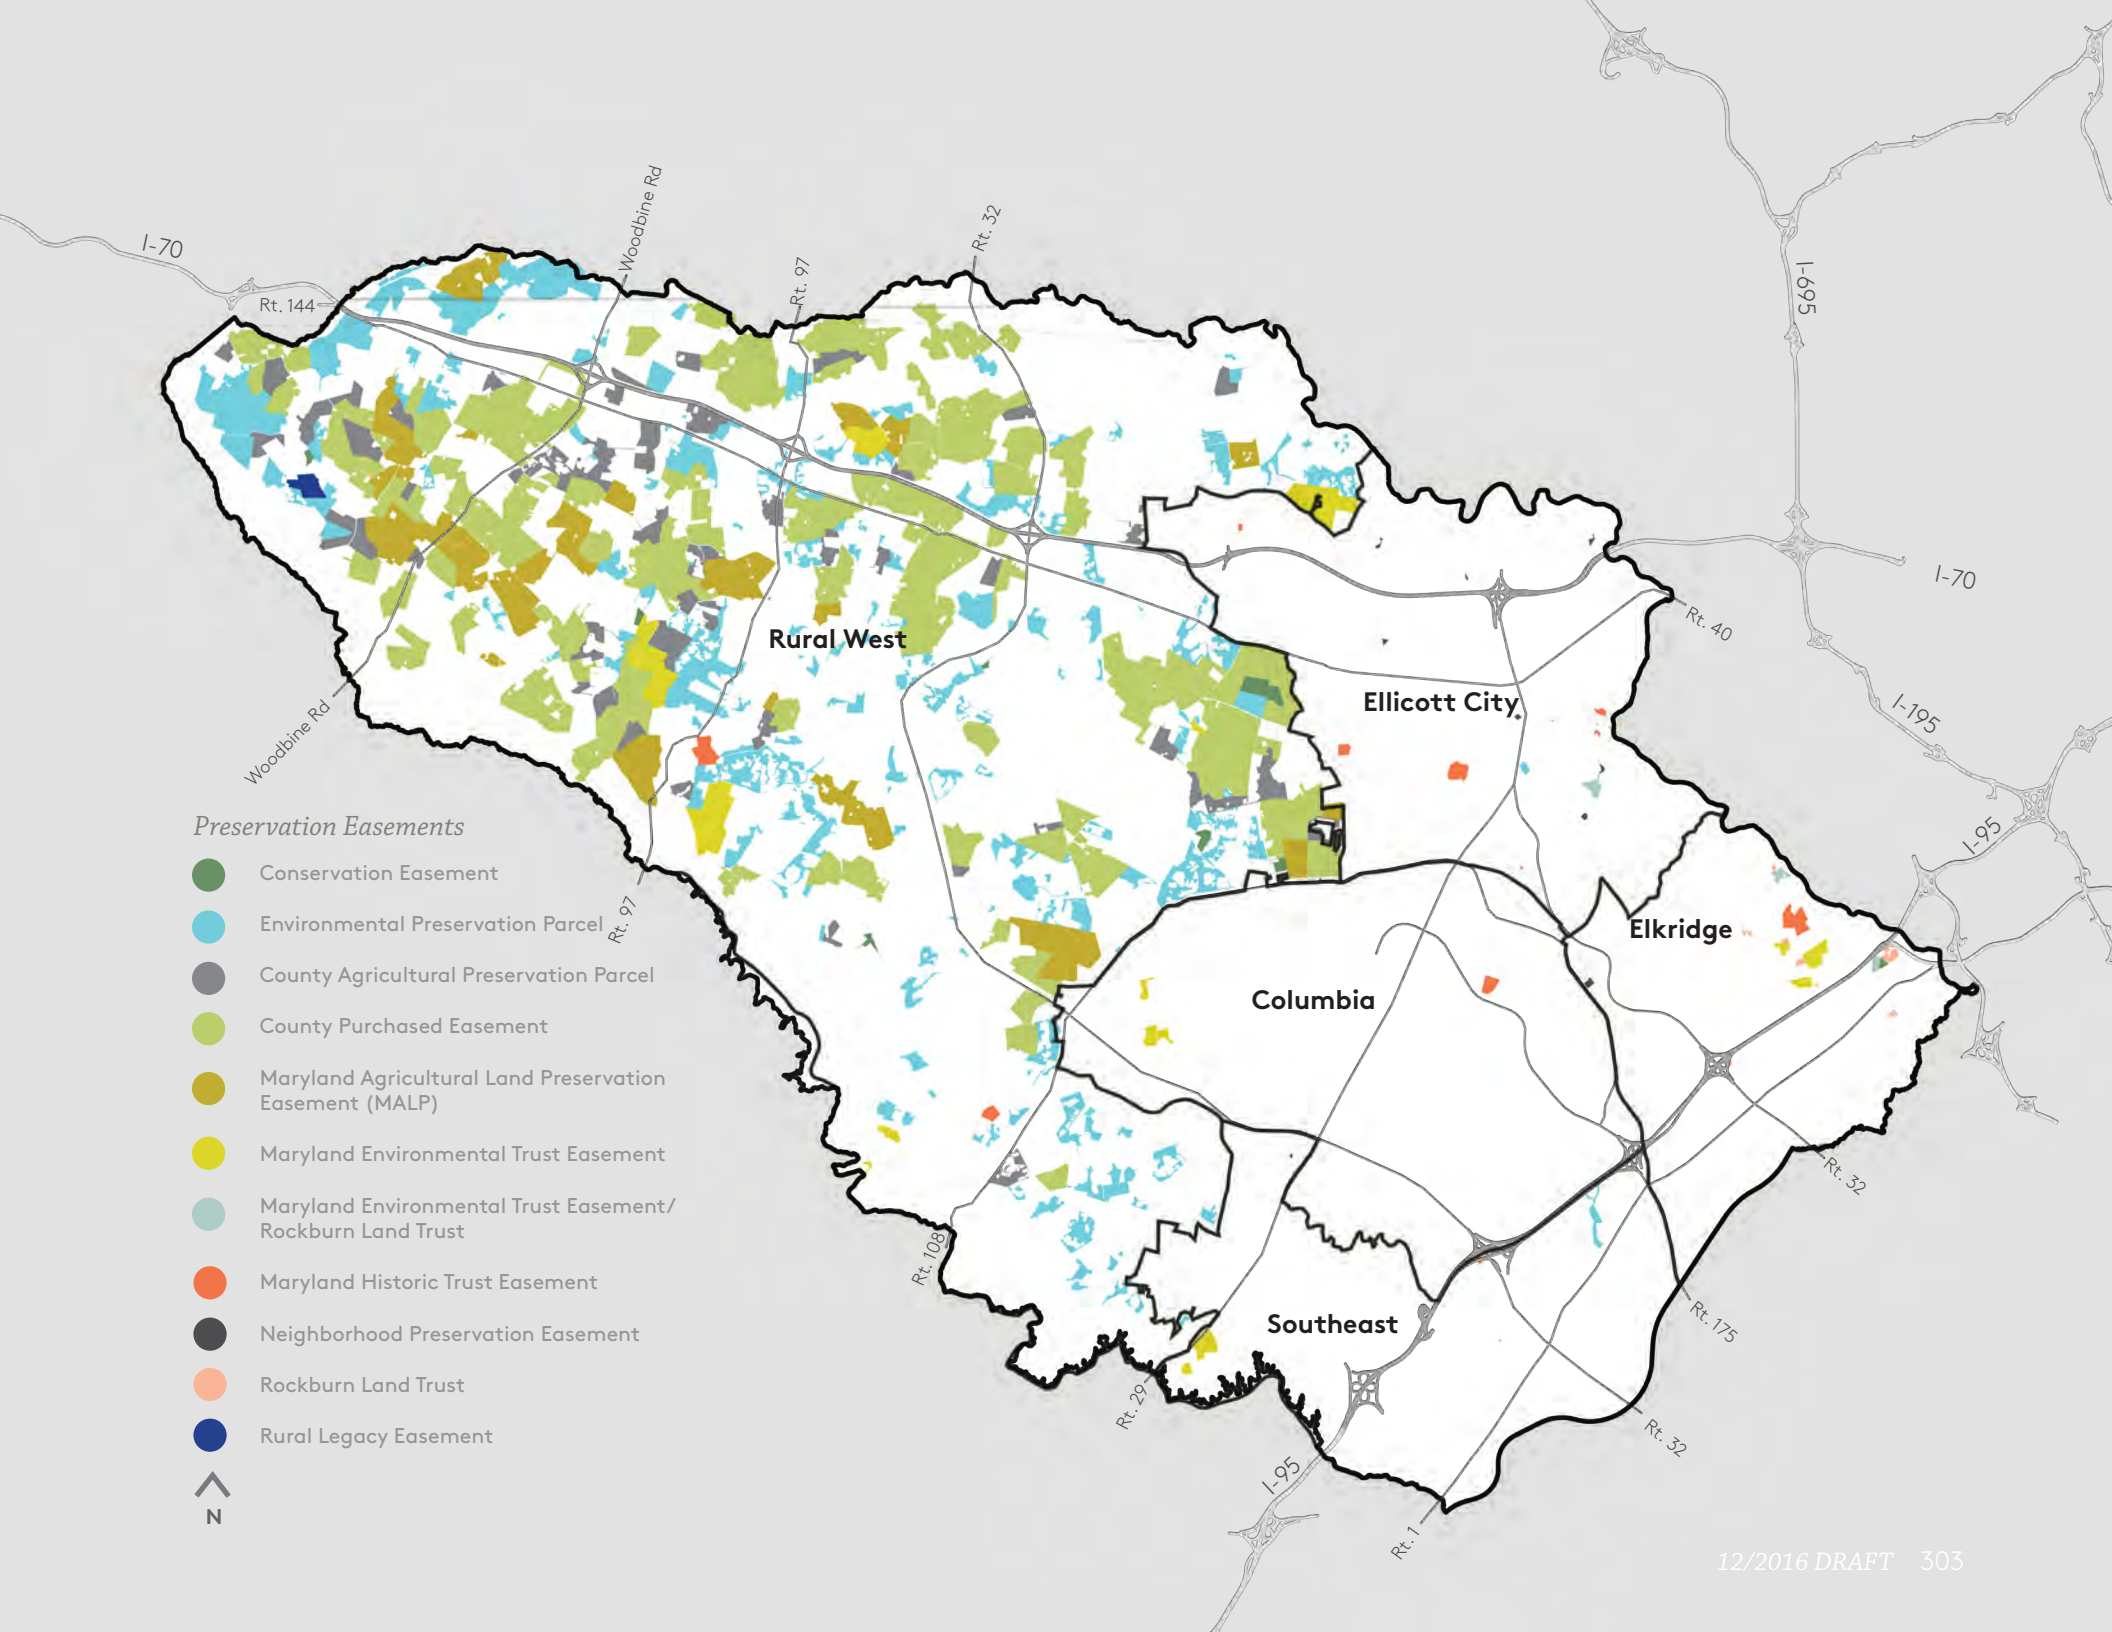 I-70
Rt. 144
Woodbine Rd
Rt. 97
Rt. 32
I-695
I-70
Rt. 40
I-195
I-95
Rural West
Ellicott City
Elkridge
Columbia
Southeast
Woodbine Rd
Rt. 97
Rt. 108
Rt. 29
I-95
Rt. 1
Rt. 32
Rt. 175
Rt. 32
Preservation Easements
Conservation Easement
Environmental Preservation Parcel
County Agricultural Preservation Parcel
County Purchased Easement
Maryland Agricultural Land Preservation
Easement (MALP)
Maryland Environmental Trust Easement
Maryland Environmental Trust Easement/
Rockburn Land Trust
Maryland Historic Trust Easement
Neighborhood Preservation Easement
Rockburn Land Trust
Rural Legacy Easement
N
12/2016 DRAFT 303